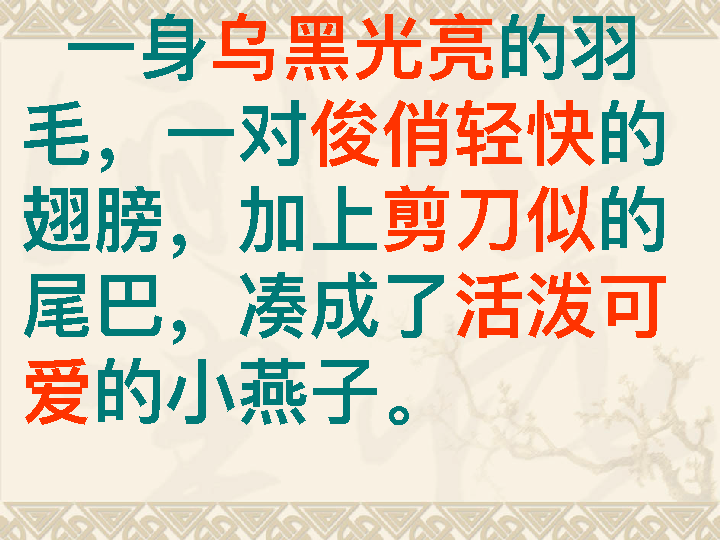 一身乌黑光亮的羽
毛，一对俊俏轻快的
翅膀，加上剪刀似的
尾巴，凑成了活泼可
爱的小燕子。